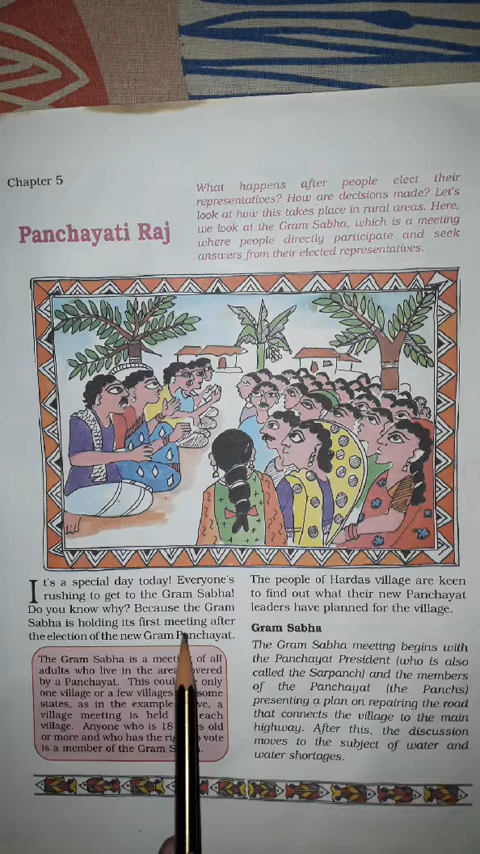 Chapter 5
Panchayati Raj
What happens after people elect their
representatives? How are decisions made? Let's
look at how this takes place in rural areas. Here,
we look at the Gram Sabha, which is a meeting
where people directly participate and seek
answers from their elected representatives.
It's a special day today! Everyone's
rushing to get to the Gram Sabha!
Do you know why? Because the Gram
Sabha is holding its first meeting after
the election of the new Gram Panchayat.
The Gram Sabha is a meeting of all
adults who live in the area covered
by a Panchayat. This could only
one village or a few villages some
states, as in the example a village meeting is held each
village. Anyone who is 18 old
or more and who has the vote
is a member of the Gram
The people of Hardas village are keen
to find out what their new Panchayat
leaders have planned for the village.
Gram Sabha
The Gram Sabha meeting begins with
the Panchayat President (who is also
called the Sarpanch) and the members
of the Panchayat (the Panchs)
presenting a plan on repairing the road
that connects the village to the main
highway. After this, the discussion
moves to the subject of water and
water shortages.